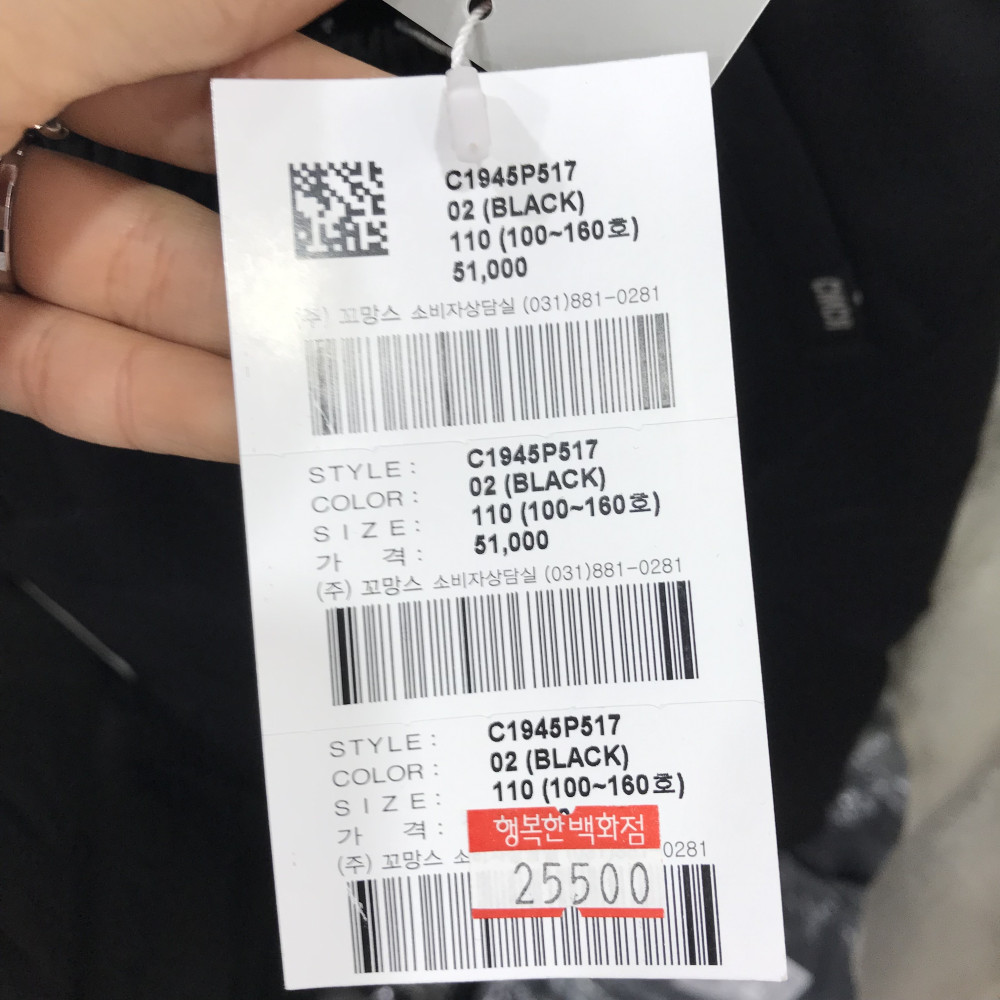 C1945P517
02 (BLACK)
110 (100~160호)
51,000
(주) 꼬망스 소비자상담실 (031)881-0281
STYLE : C1945P517
COLOR : 02 (BLACK)
SIZE : 110 (100~160호)
가 격 : 51,000
(주) 꼬망스 소비자상담실 (031)881-0281
STYLE : C1945P517
COLOR : 02 (BLACK)
SIZE : 110 (100~160호)
가 격 :
행복한백화점
(주) 꼬망스 소 0281
25500